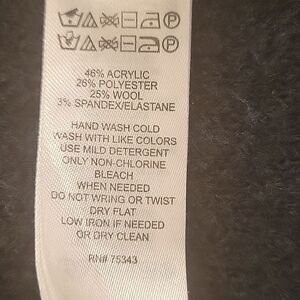 46% ACRYLIC
26% POLYESTER
25% WOOL
3% SPANDEX/ELASTANE
HAND WASH COLD
WASH WITH LIKE COLORS
USE MILD DETERGENT
ONLY NON-CHLORINE
BLEACH
WHEN NEEDED
DO NOT WRING OR TWIST
DRY FLAT
LOW IRON IF NEEDED
OR DRY CLEAN
RN# 75343